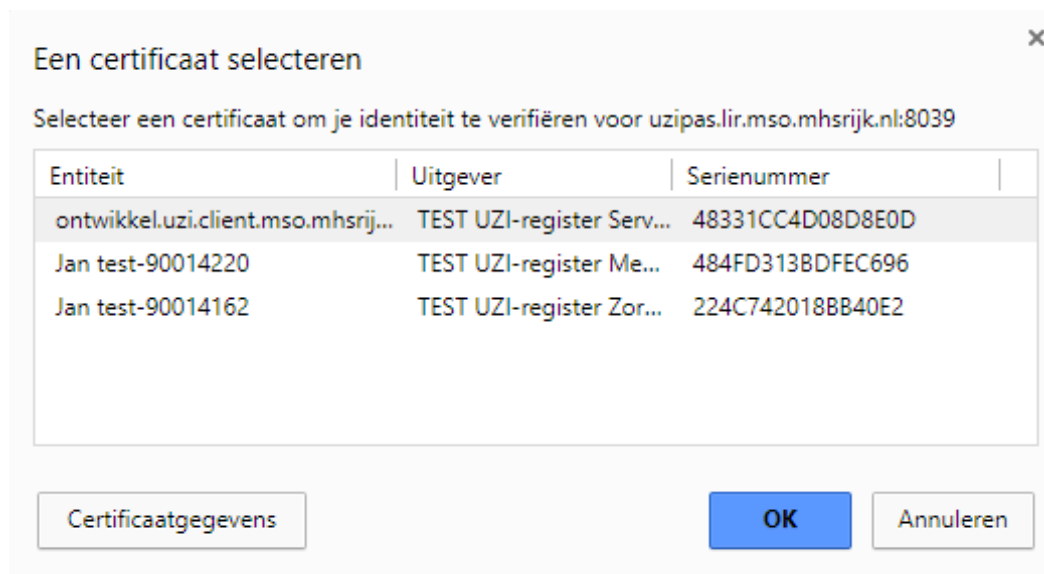 Een certificaat selecteren
Selecteer een certificaat om je identiteit te verifiëren voor uzipas.lir.mso.mhsrijk.nl:8039
Entiteit Uitgever Serienummer
ontwikkel.uzi.client.mso.mhsrij... TEST UZI-register Serv... 48331CC4D08D8E0D
Jan test-90014220 TEST UZI-register Me... 484FD313BDFEC696
Jan test-90014162 TEST UZI-register Zor... 224C742018BB40E2
Certificaatgegevens OK Annuleren